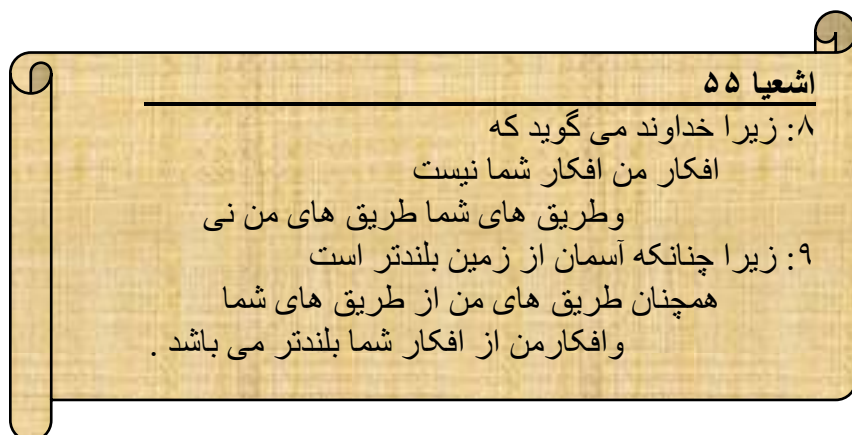 اشعیا ۵۵
۸: زیرا خداوند می گوید که
افکار من افکار شما نیست
وطریق های شما طریق های من نی
۹: زیرا چنانکه آسمان از زمین بلندتر است
همچنان طریق های من از طریق های شما
وافکارمن از افکار شما بلندتر می باشد .